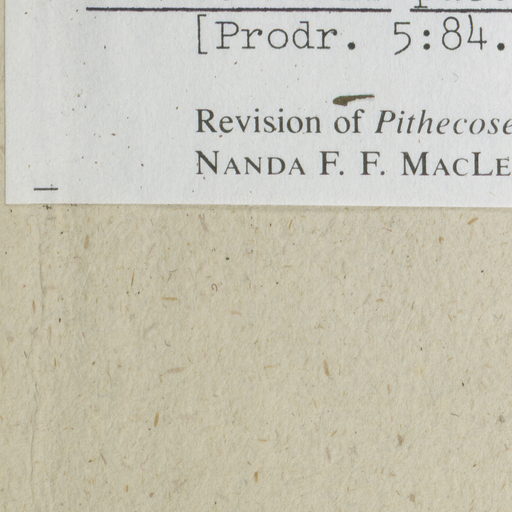 [Prodr. 5:84.
Revision of Pithecose
NANDA F. F. MACLE